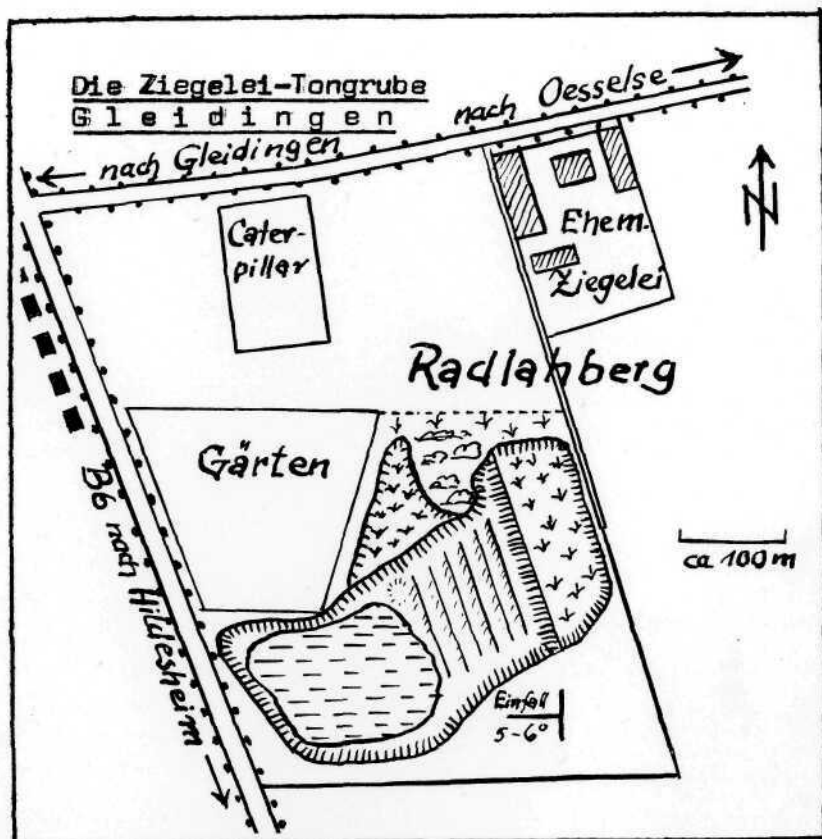 Die Ziegelei-Tongrube
Gleidingen
nach Oesselse
nach Gleidingen
Cater-
pillar
Ehem.
Ziegelei
N
Radlahberg
Gärten
B6 nach Hildesheim
ca 100 m
Einfall
5-6°